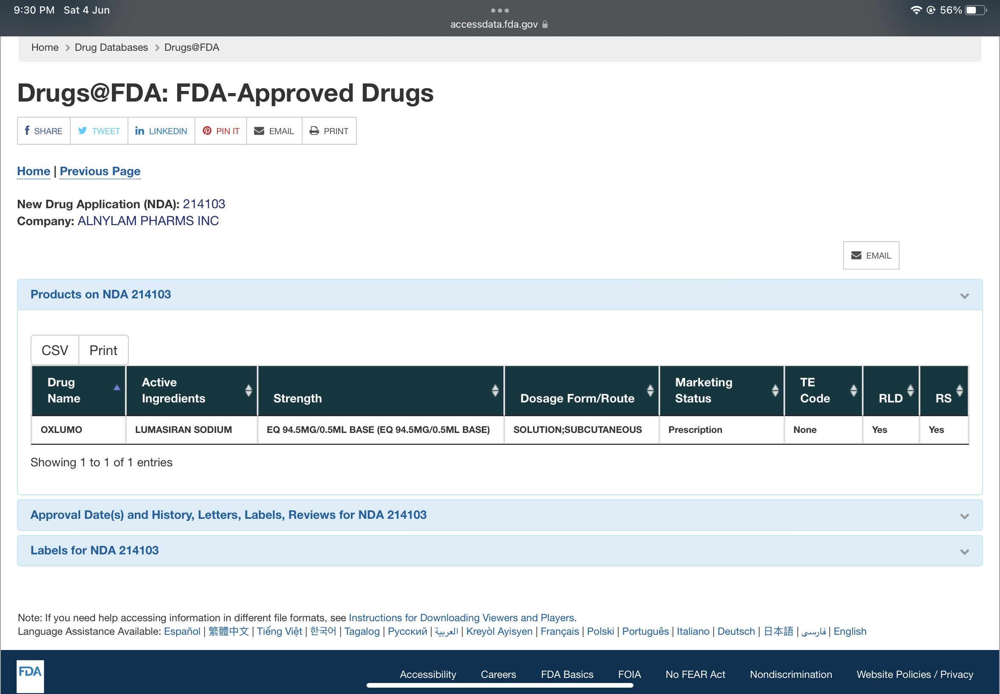 9:30 PM Sat 4 Jun
56%
accessdata.fda.gov
Home > Drug Databases > Drugs@FDA
Drugs@FDA: FDA-Approved Drugs
f SHARE TWEET in LINKEDIN PIN IT EMAIL PRINT
Home | Previous Page
New Drug Application (NDA): 214103
Company: ALNYLAM PHARMS INC
EMAIL
Products on NDA 214103
CSV Print
Drug Name Active Ingredients Strength Dosage Form/Route Marketing Status TE Code RLD RS
OXLUMO LUMASIRAN SODIUM EQ 94.5MG/0.5ML BASE (EQ 94.5MG/0.5ML BASE) SOLUTION;SUBCUTANEOUS Prescription None Yes Yes
Showing 1 to 1 of 1 entries
Approval Date(s) and History, Letters, Labels, Reviews for NDA 214103
Labels for NDA 214103
Note: If you need help accessing information in different file formats, see Instructions for Downloading Viewers and Players.
Language Assistance Available: Español | 繁體中文 | Tiếng Việt | 한국어 | Tagalog | Русский | العربية | Kreyòl Ayisyen | Français | Polski | Português | Italiano | Deutsch | 日本語 | فارسی | English
FDA
Accessibility Careers FDA Basics FOIA No FEAR Act Nondiscrimination Website Policies / Privacy